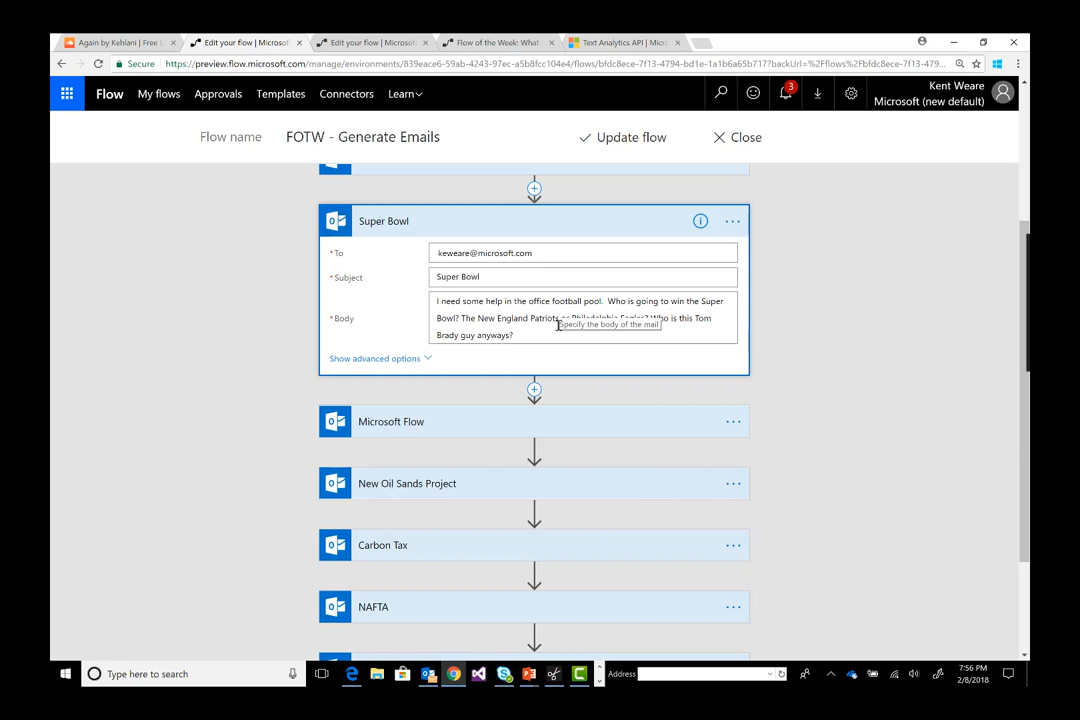 Again by Kehlani | Free L
Edit your flow | Microsof
Edit your flow | Microsof
Flow of the Week: What
Text Analytics API | Micr
Secure
https://preview.flow.microsoft.com/manage/environments/839eace6-59ab-4243-97ec-a5b8fcc104e4/flows/bfdc8ece-7f13-4794-bd1e-1a1b6a65b717?backUrl=%2Fflows%2Fbfdc8ece-7f13-479...
Flow
My flows
Approvals
Templates
Connectors
Learn
3
Kent Weare
Microsoft (new default)
Flow name
FOTW - Generate Emails
Update flow
Close
Super Bowl
* To
keweare@microsoft.com
* Subject
Super Bowl
* Body
I need some help in the office football pool. Who is going to win the Super
Bowl? The New England Patriots or Philadelphia Eagles? Who is this Tom
Brady guy anyways?
Specify the body of the mail
Show advanced options
Microsoft Flow
New Oil Sands Project
Carbon Tax
NAFTA
Type here to search
Address
7:56 PM
2/8/2018